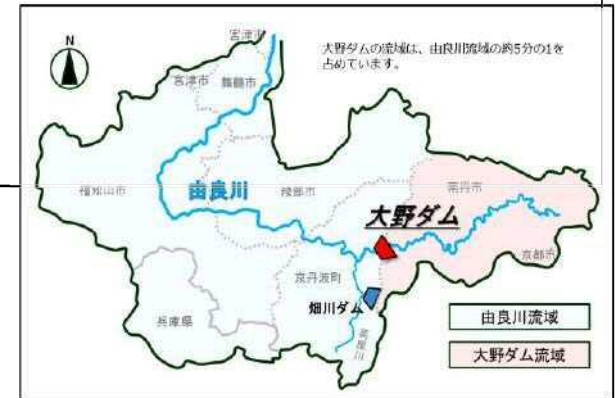 N
宮津市
大野ダムの流域は、由良川流域の約5分の1を
占めています。
宮津市
舞鶴市
福知山市
由良川
綾部市
南丹市
大野ダム
京都市
京丹波町
畑川ダム
兵庫県
高屋川
由良川流域
大野ダム流域